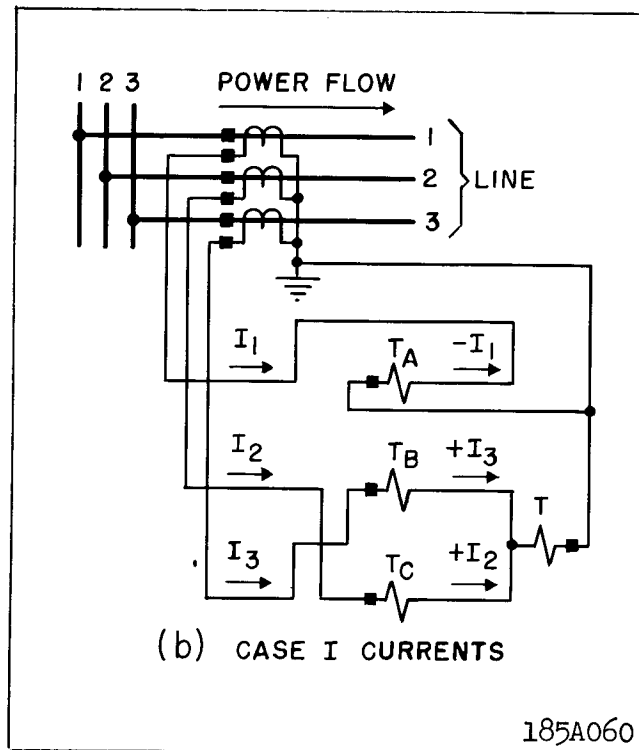 1 2 3
POWER FLOW
1
2
3
LINE
I1
TA
-I1
I2
TB
+I3
T
I3
TC
+I2
(b) CASE I CURRENTS
185A060